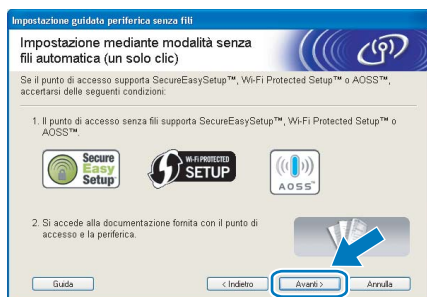 Impostazione guidata periferica senza fili
Impostazione mediante modalità senza
fili automatica (un solo clic)
Se il punto di accesso supporta SecureEasySetup™, Wi-Fi Protected Setup™ o AOSS™,
accertarsi delle seguenti condizioni:
1. Il punto di accesso senza fili supporta SecureEasySetup™, Wi-Fi Protected Setup™ o
AOSS™.
Secure
Easy
Setup
WI-FI PROTECTED
SETUP
AOSS™
2. Si accede alla documentazione fornita con il punto di
accesso e la periferica.
Guida
< Indietro
Avanti >
Annulla